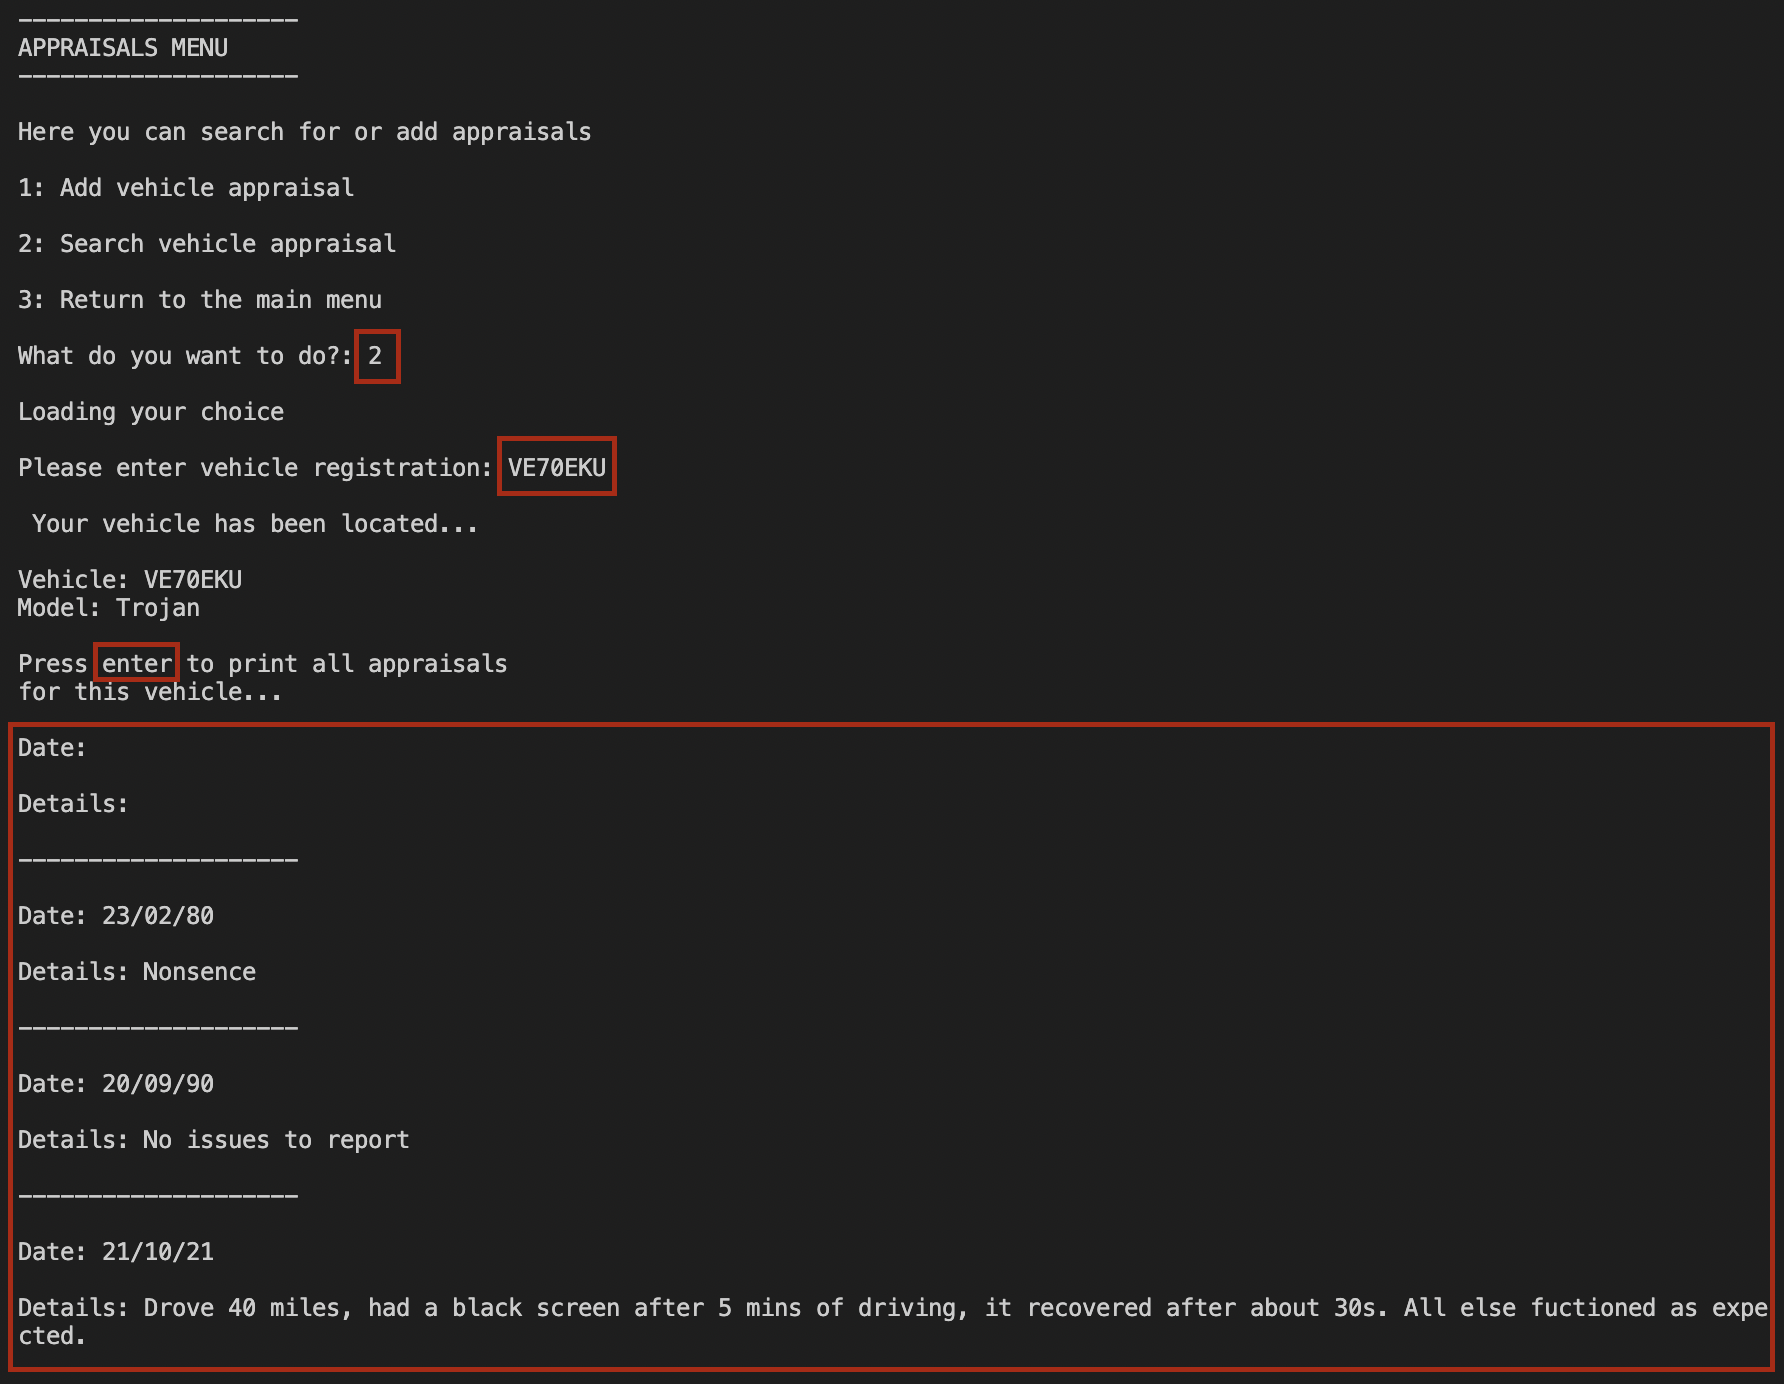 --------------------
APPRAISALS MENU
--------------------
Here you can search for or add appraisals
1: Add vehicle appraisal
2: Search vehicle appraisal
3: Return to the main menu
What do you want to do?: 2
Loading your choice
Please enter vehicle registration: VE70EKU
Your vehicle has been located...
Vehicle: VE70EKU
Model: Trojan
Press enter to print all appraisals
for this vehicle...
Date:
Details:
--------------------
Date: 23/02/80
Details: Nonsence
--------------------
Date: 20/09/90
Details: No issues to report
--------------------
Date: 21/10/21
Details: Drove 40 miles, had a black screen after 5 mins of driving, it recovered after about 30s. All else fuctioned as expe
cted.